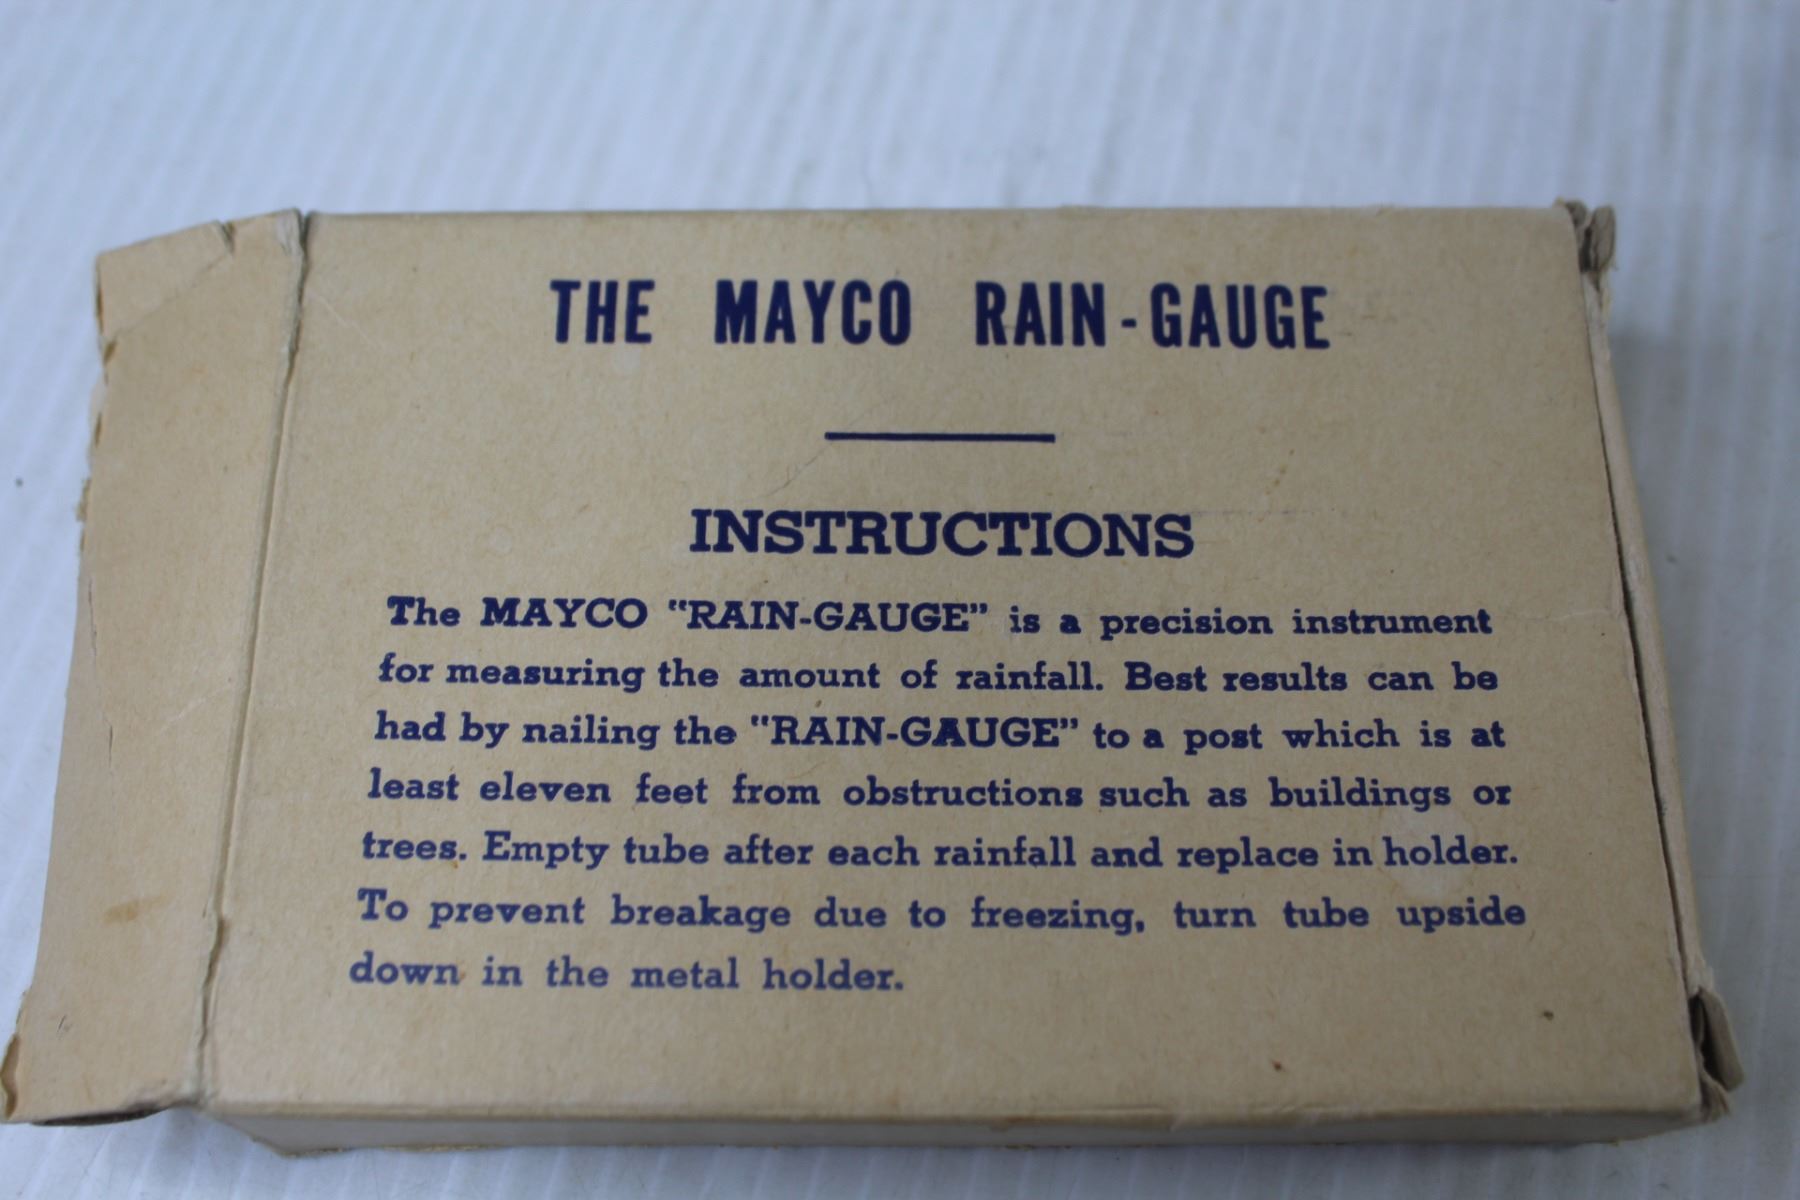 THE MAYCO RAIN-GAUGE
INSTRUCTIONS
The MAYCO "RAIN-GAUGE" is a precision instrument
for measuring the amount of rainfall. Best results can be
had by nailing the "RAIN-GAUGE" to a post which is at
least eleven feet from obstructions such as buildings or
trees. Empty tube after each rainfall and replace in holder.
To prevent breakage due to freezing, turn tube upside
down in the metal holder.